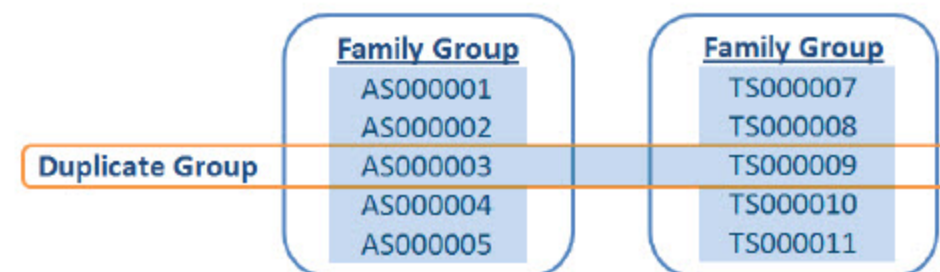 Family Group
AS000001
AS000002
AS000003
AS000004
AS000005
Family Group
TS000007
TS000008
TS000009
TS000010
TS000011
Duplicate Group